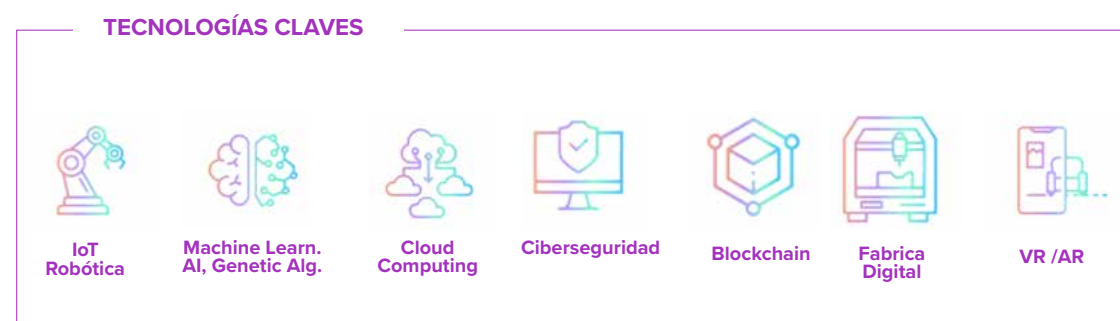 TECNOLOGÍAS CLAVES
IoT
Robótica
Machine Learn.
AI, Genetic Alg.
Cloud
Computing
Ciberseguridad
Blockchain
Fabrica
Digital
VR /AR